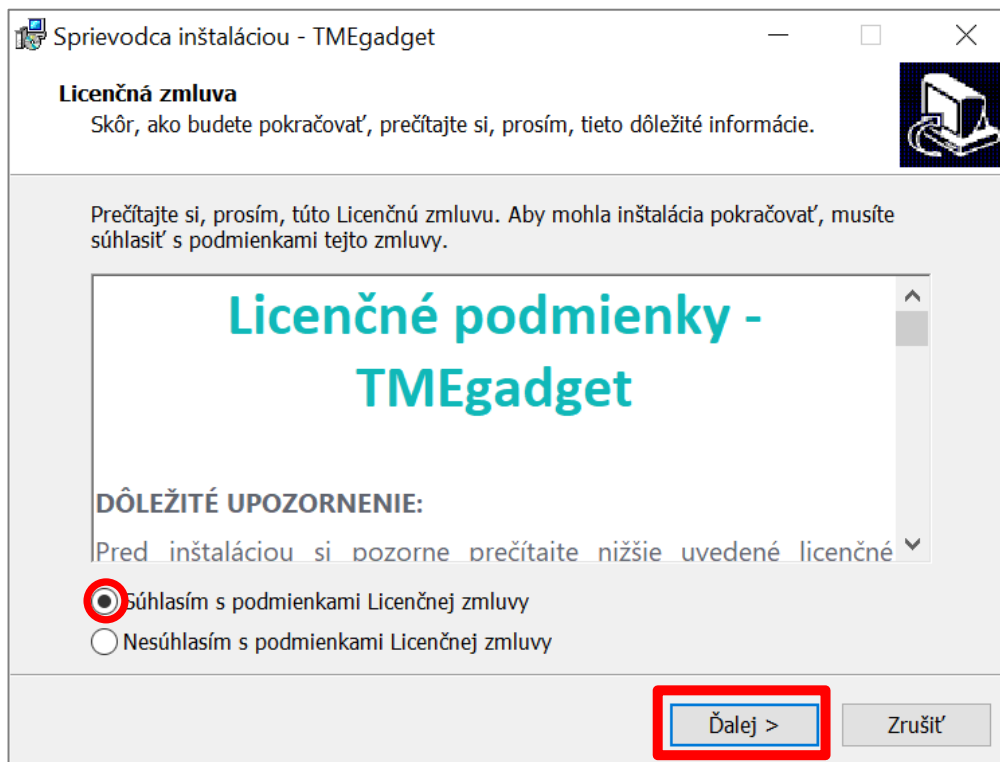 Sprievodca inštaláciou - TMEgadget
Licenčná zmluva
Skôr, ako budete pokračovať, prečítajte si, prosím, tieto dôležité informácie.
Prečítajte si, prosím, túto Licenčnú zmluvu. Aby mohla inštalácia pokračovať, musíte
súhlasiť s podmienkami tejto zmluvy.
Licenčné podmienky -
TMEgadget
DÔLEŽITÉ UPOZORNENIE:
Pred inštaláciou si pozorne prečítajte nižšie uvedené licenčné
Súhlasím s podmienkami Licenčnej zmluvy
Nesúhlasím s podmienkami Licenčnej zmluvy
Ďalej >
Zrušiť